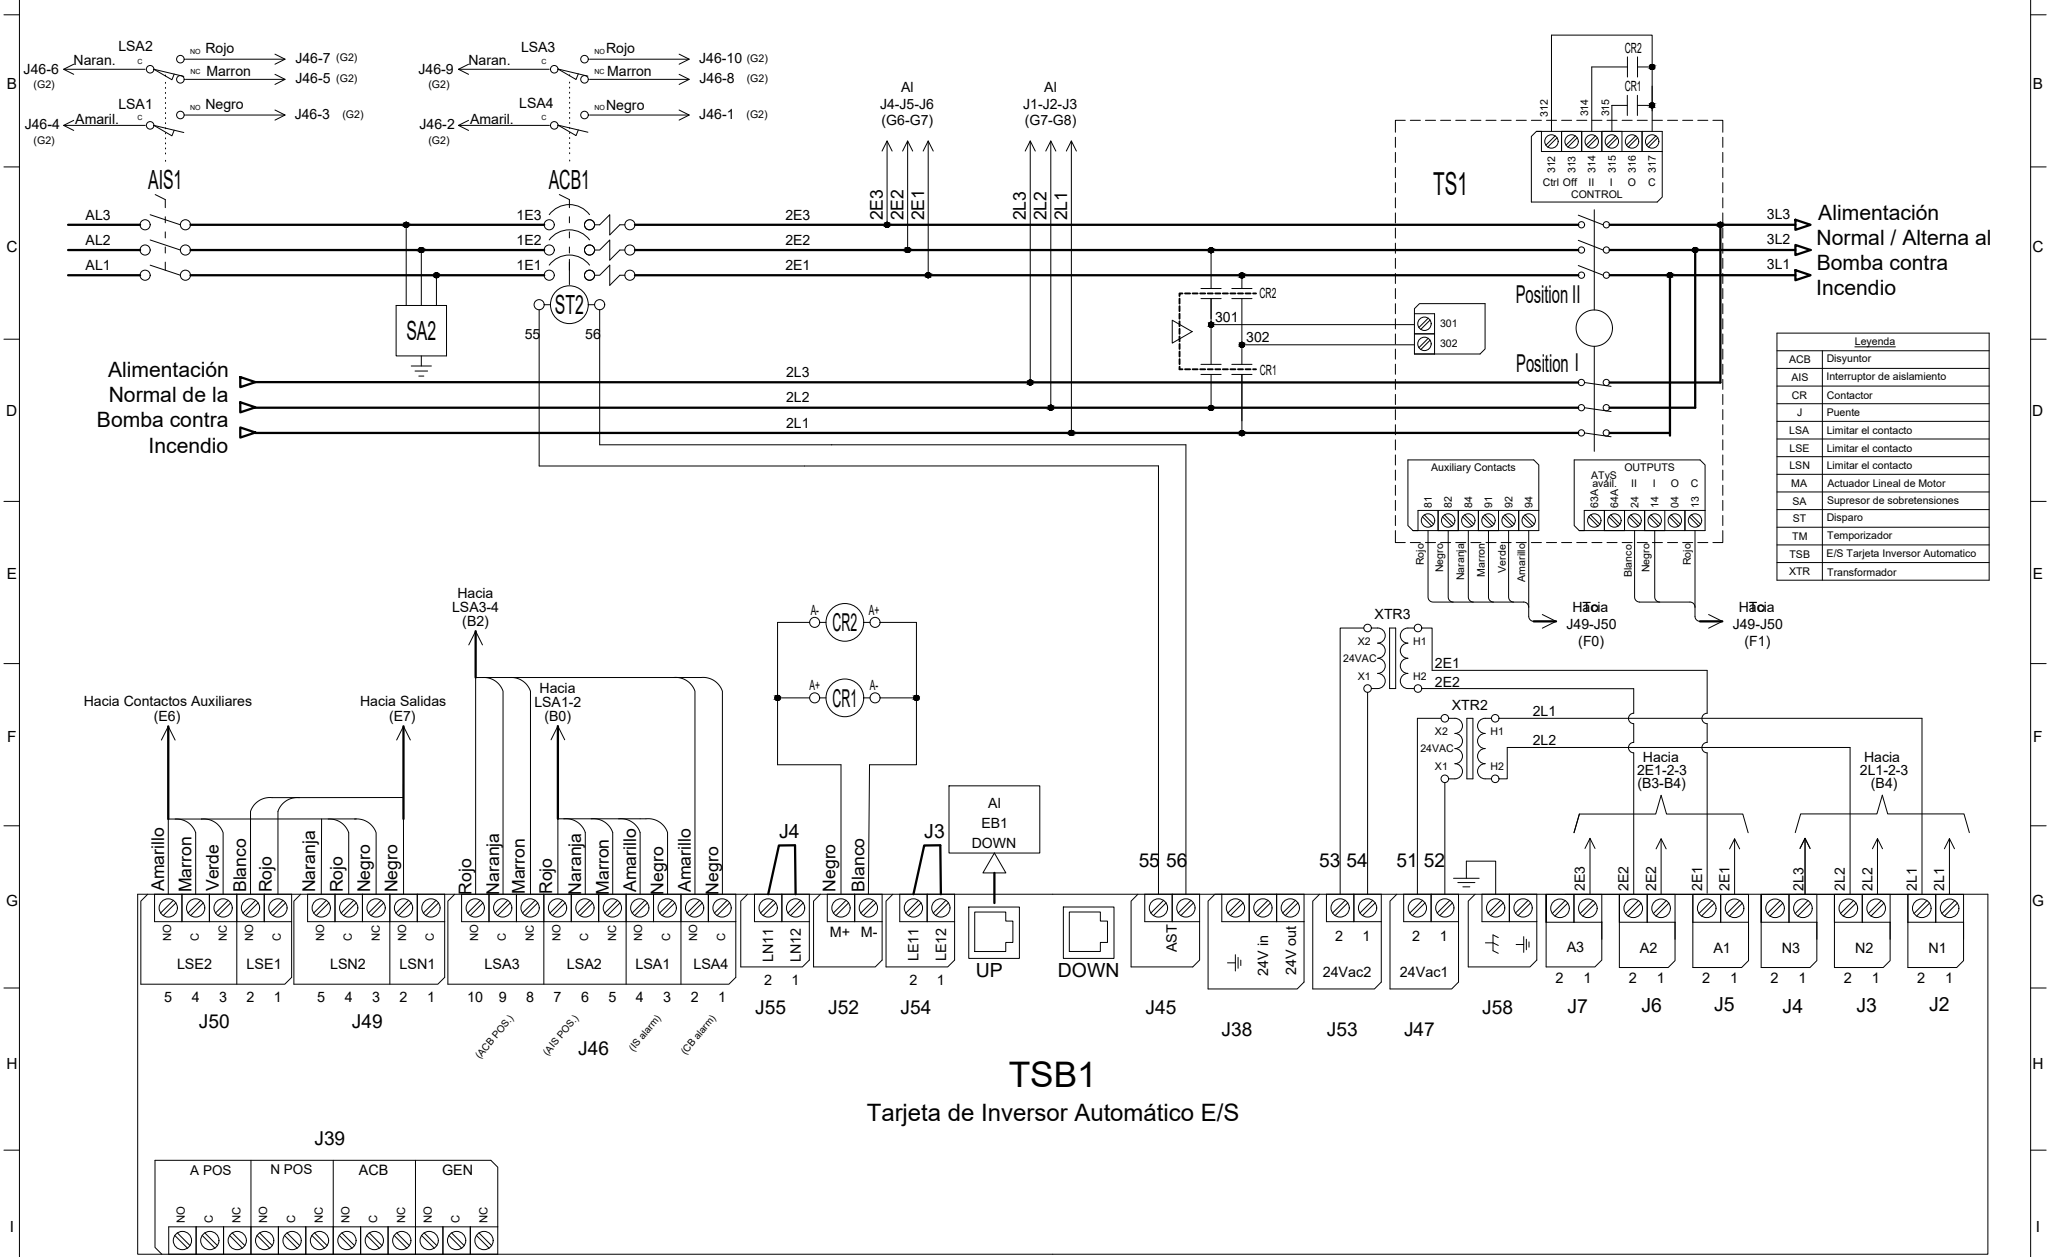 B
LSA2
NO Rojo
J46-7 (G2)
J46-6
(G2)
Naran.
C
NC Marron
J46-5 (G2)
LSA1
NO Negro
J46-3 (G2)
J46-4
(G2)
Amaril.
C
LSA3
NO Rojo
J46-10 (G2)
J46-9
(G2)
Naran.
C
NC Marron
J46-8 (G2)
LSA4
NO Negro
J46-1 (G2)
J46-2
(G2)
Amaril.
C
Al
J4-J5-J6
(G6-G7)
Al
J1-J2-J3
(G7-G8)
2E3
2E2
2E1
2L3
2L2
2L1
CR2
CR1
312
314
315
B
AIS1
ACB1
TS1
312
313
314
315
316
317
Ctrl Off II I O C
CONTROL
C
AL3
1E3
2E3
3L3
AL2
1E2
2E2
3L2
AL1
1E1
2E1
3L1
Alimentación
Normal / Alterna al
Bomba contra
Incendio
C
SA2
ST2
55
56
CR2
301
302
CR1
301
302
Position II
Position I
Alimentación
Normal de la
Bomba contra
Incendio
D
2L3
2L2
2L1
D
Leyenda
ACB Disyuntor
AIS Interruptor de aislamiento
CR Contactor
J Puente
LSA Limitar el contacto
LSE Limitar el contacto
LSN Limitar el contacto
MA Actuador Lineal de Motor
SA Supresor de sobretensiones
ST Disparo
TM Temporizador
TSB E/S Tarjeta Inversor Automatico
XTR Transformador
Auxiliary Contacts
81
82
84
91
92
94
OUTPUTS
ATyS
avail.
II I O C
63A
64A
24
14
04
13
E
Rojo
Negro
Naranja
Marron
Verde
Amarillo
Blanco
Negro
Rojo
E
Hacia
J49-J50
(F0)
Hacia
J49-J50
(F1)
Hacia
LSA3-4
(B2)
A- CR2 A+
A+ CR1 A-
XTR3
X2
H1
24VAC
X1
H2
2E1
2E2
XTR2
X2
H1
24VAC
X1
H2
2L1
2L2
F
Hacia Contactos Auxiliares
(E6)
Hacia Salidas
(E7)
Hacia
LSA1-2
(B0)
Hacia
2E1-2-3
(B3-B4)
Hacia
2L1-2-3
(B4)
F
Al
EB1
DOWN
J4
J3
G
Amarillo
Marron
Verde
Blanco
Rojo
Naranja
Rojo
Negro
Negro
Rojo
Naranja
Marron
Rojo
Naranja
Marron
Amarillo
Negro
Amarillo
Negro
Negro
Blanco
55 56
53 54
51 52
2E3
2E2
2E2
2E1
2E1
2L3
2L2
2L2
2L1
2L1
G
NO C NC NO C
LSE2 LSE1
5 4 3 2 1
J50
NO C NC NO C
LSN2 LSN1
5 4 3 2 1
J49
NO C NC NO C NC NO C NO C
LSA3 LSA2 LSA1 LSA4
10 9 8 7 6 5 4 3 2 1
(ACB POS.)
(AIS POS.)
(IS alarm)
(CB alarm)
J46
LN11
LN12
2 1
J55
M+ M-
J52
LE11
LE12
2 1
J54
UP
DOWN
AST
J45
24V in
24V out
J38
2 1
24Vac2
J53
2 1
24Vac1
J47
J58
A3
2 1
J7
A2
2 1
J6
A1
2 1
J5
N3
2 1
J4
N2
2 1
J3
N1
2 1
J2
H
TSB1
Tarjeta de Inversor Automático E/S
H
J39
A POS N POS ACB GEN
NO C NC NO C NC NO C NC NO C NC
I
I